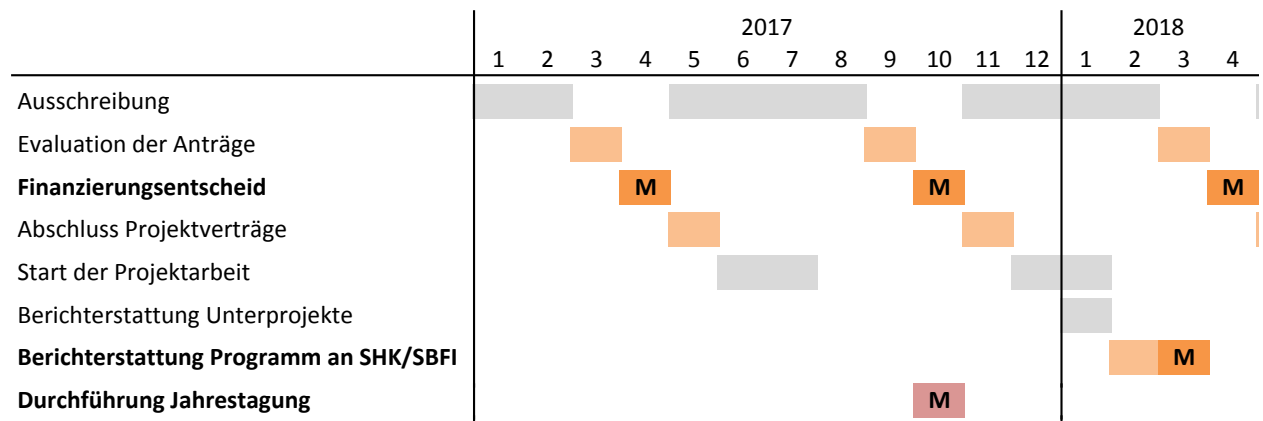 2017 2018
1 2 3 4 5 6 7 8 9 10 11 12 1 2 3 4
Ausschreibung
Evaluation der Anträge
Finanzierungsentscheid M M M
Abschluss Projektverträge
Start der Projektarbeit
Berichterstattung Unterprojekte
Berichterstattung Programm an SHK/SBFI M
Durchführung Jahrestagung M